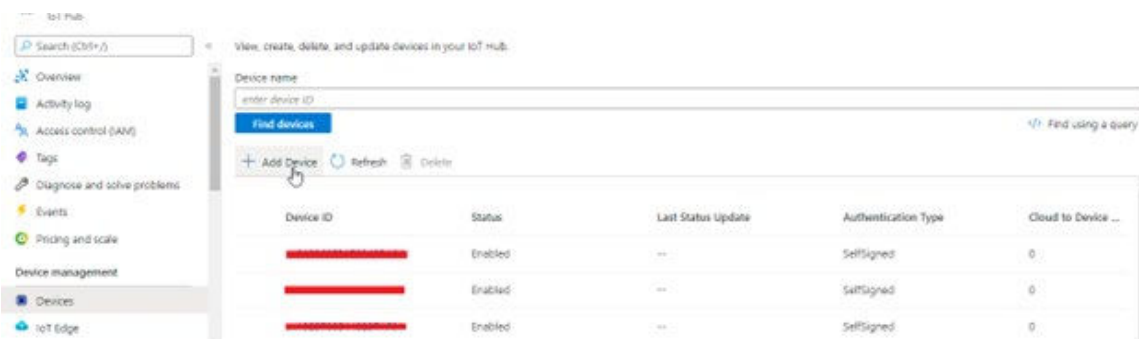 IoT Hub
Search (Ctrl+/)
«
View, create, delete, and update devices in your IoT Hub.
Overview
Device name
Activity log
enter device ID
Access control (IAM)
Find devices
</> Find using a query
Tags
+ Add Device
Refresh
Delete
Diagnose and solve problems
Events
Device ID
Status
Last Status Update
Authentication Type
Cloud to Device ...
Pricing and scale
Enabled
--
SelfSigned
0
Device management
Enabled
--
SelfSigned
0
Devices
IoT Edge
Enabled
--
SelfSigned
0